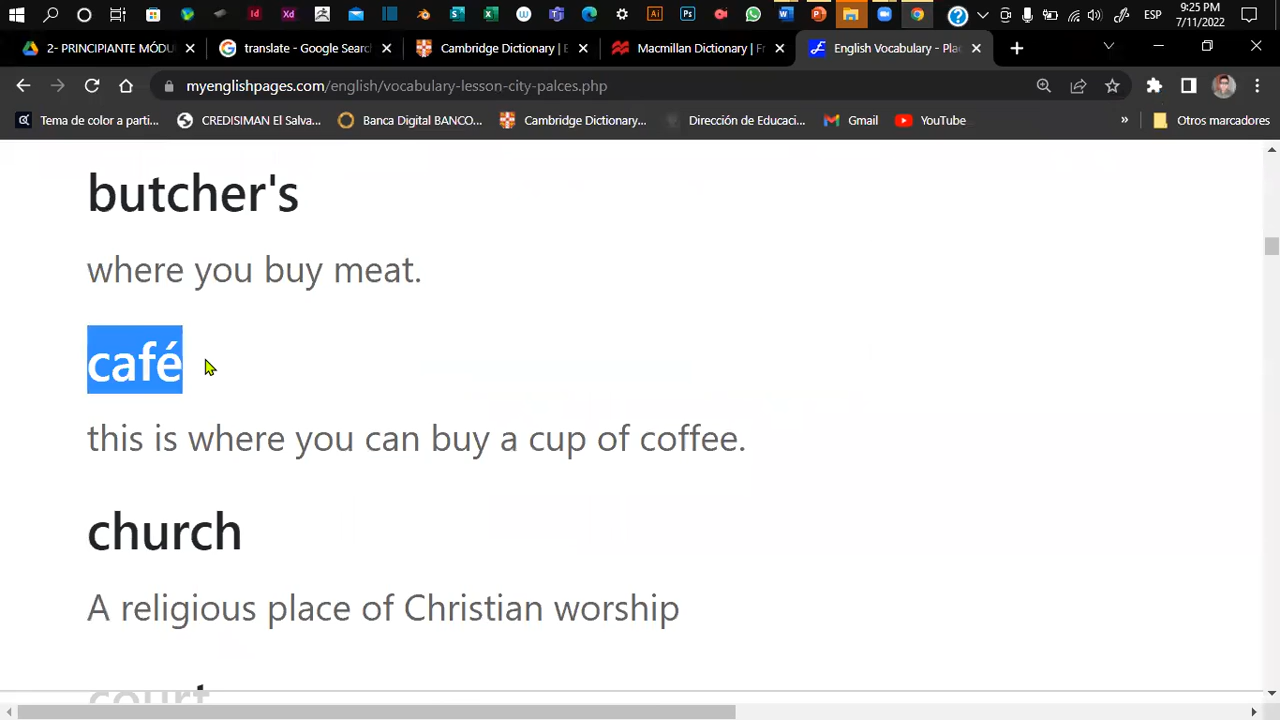 ESP
9:25 PM
7/11/2022
2- PRINCIPIANTE MÓDU
translate - Google Searc
Cambridge Dictionary | E
Macmillan Dictionary | Fr
English Vocabulary - Plac
myenglishpages.com/english/vocabulary-lesson-city-palces.php
Tema de color a parti...
CREDISIMAN El Salva...
Banca Digital BANCO...
Cambridge Dictionary...
Dirección de Educaci...
Gmail
YouTube
»
Otros marcadores
butcher's
where you buy meat.
café
this is where you can buy a cup of coffee.
church
A religious place of Christian worship
court